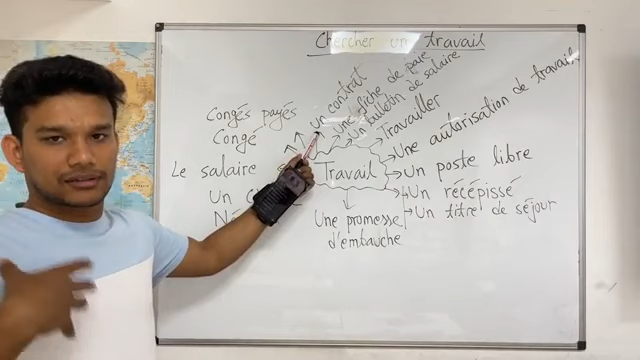 Chercher un travail
un contrat
une fiche de paie
un bulletin de salaire
Travailler
Une autorisation de travail
Un poste libre
Un récépissé
Un titre de séjour
Une promesse
d'embauche
Travail
Congés payés
Congé
Le salaire
Un